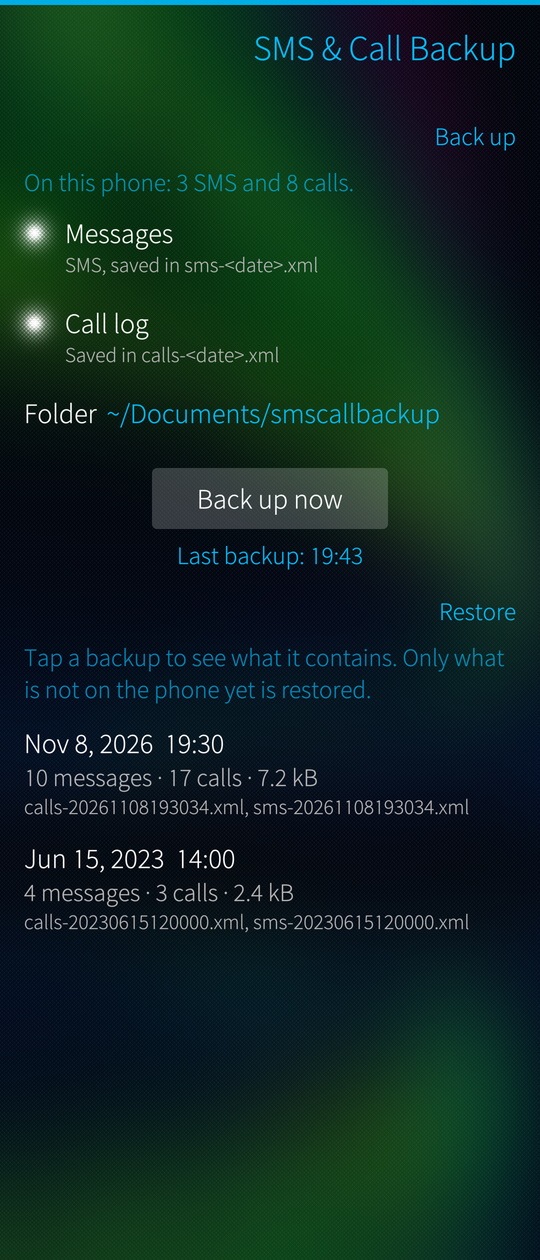 SMS & Call Backup
Back up
On this phone: 3 SMS and 8 calls.
Messages
SMS, saved in sms-<date>.xml
Call log
Saved in calls-<date>.xml
Folder ~/Documents/smscallbackup
Back up now
Last backup: 19:43
Restore
Tap a backup to see what it contains. Only what
is not on the phone yet is restored.
Nov 8, 2026 19:30
10 messages · 17 calls · 7.2 kB
calls-20261108193034.xml, sms-20261108193034.xml
Jun 15, 2023 14:00
4 messages · 3 calls · 2.4 kB
calls-20230615120000.xml, sms-20230615120000.xml